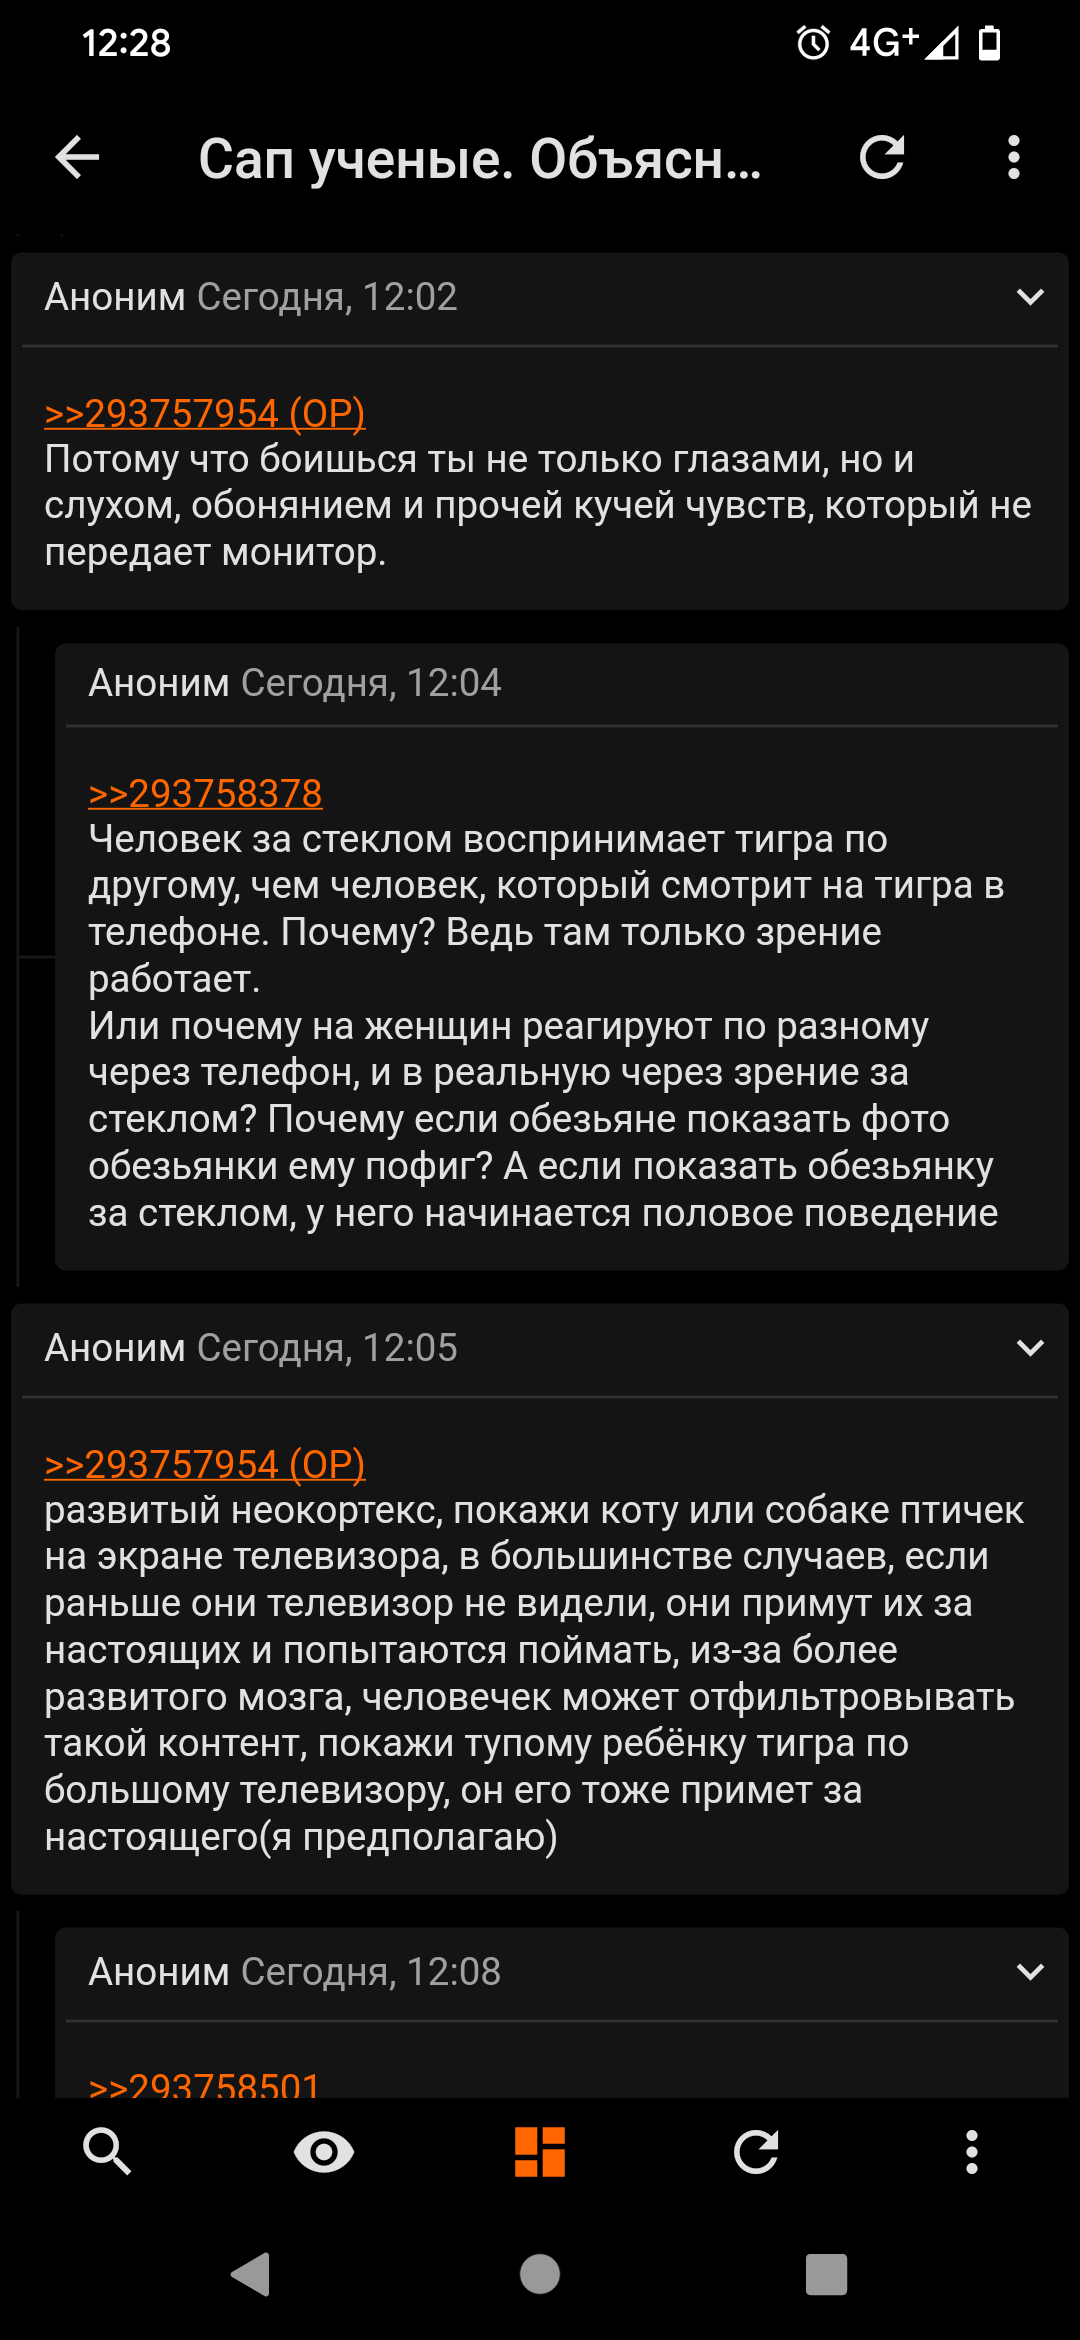 12:28
4G+
Сап ученые. Объясн...
Аноним Сегодня, 12:02
>>293757954 (OP)
Потому что боишься ты не только глазами, но и
слухом, обонянием и прочей кучей чувств, который не
передает монитор.
Аноним Сегодня, 12:04
>>293758378
Человек за стеклом воспринимает тигра по
другому, чем человек, который смотрит на тигра в
телефоне. Почему? Ведь там только зрение
работает.
Или почему на женщин реагируют по разному
через телефон, и в реальную через зрение за
стеклом? Почему если обезьяне показать фото
обезьянки ему пофиг? А если показать обезьянку
за стеклом, у него начинается половое поведение
Аноним Сегодня, 12:05
>>293757954 (OP)
развитый неокортекс, покажи коту или собаке птичек
на экране телевизора, в большинстве случаев, если
раньше они телевизор не видели, они примут их за
настоящих и попытаются поймать, из-за более
развитого мозга, человечек может отфильтровывать
такой контент, покажи тупому ребёнку тигра по
большому телевизору, он его тоже примет за
настоящего(я предполагаю)
Аноним Сегодня, 12:08
>>293758501